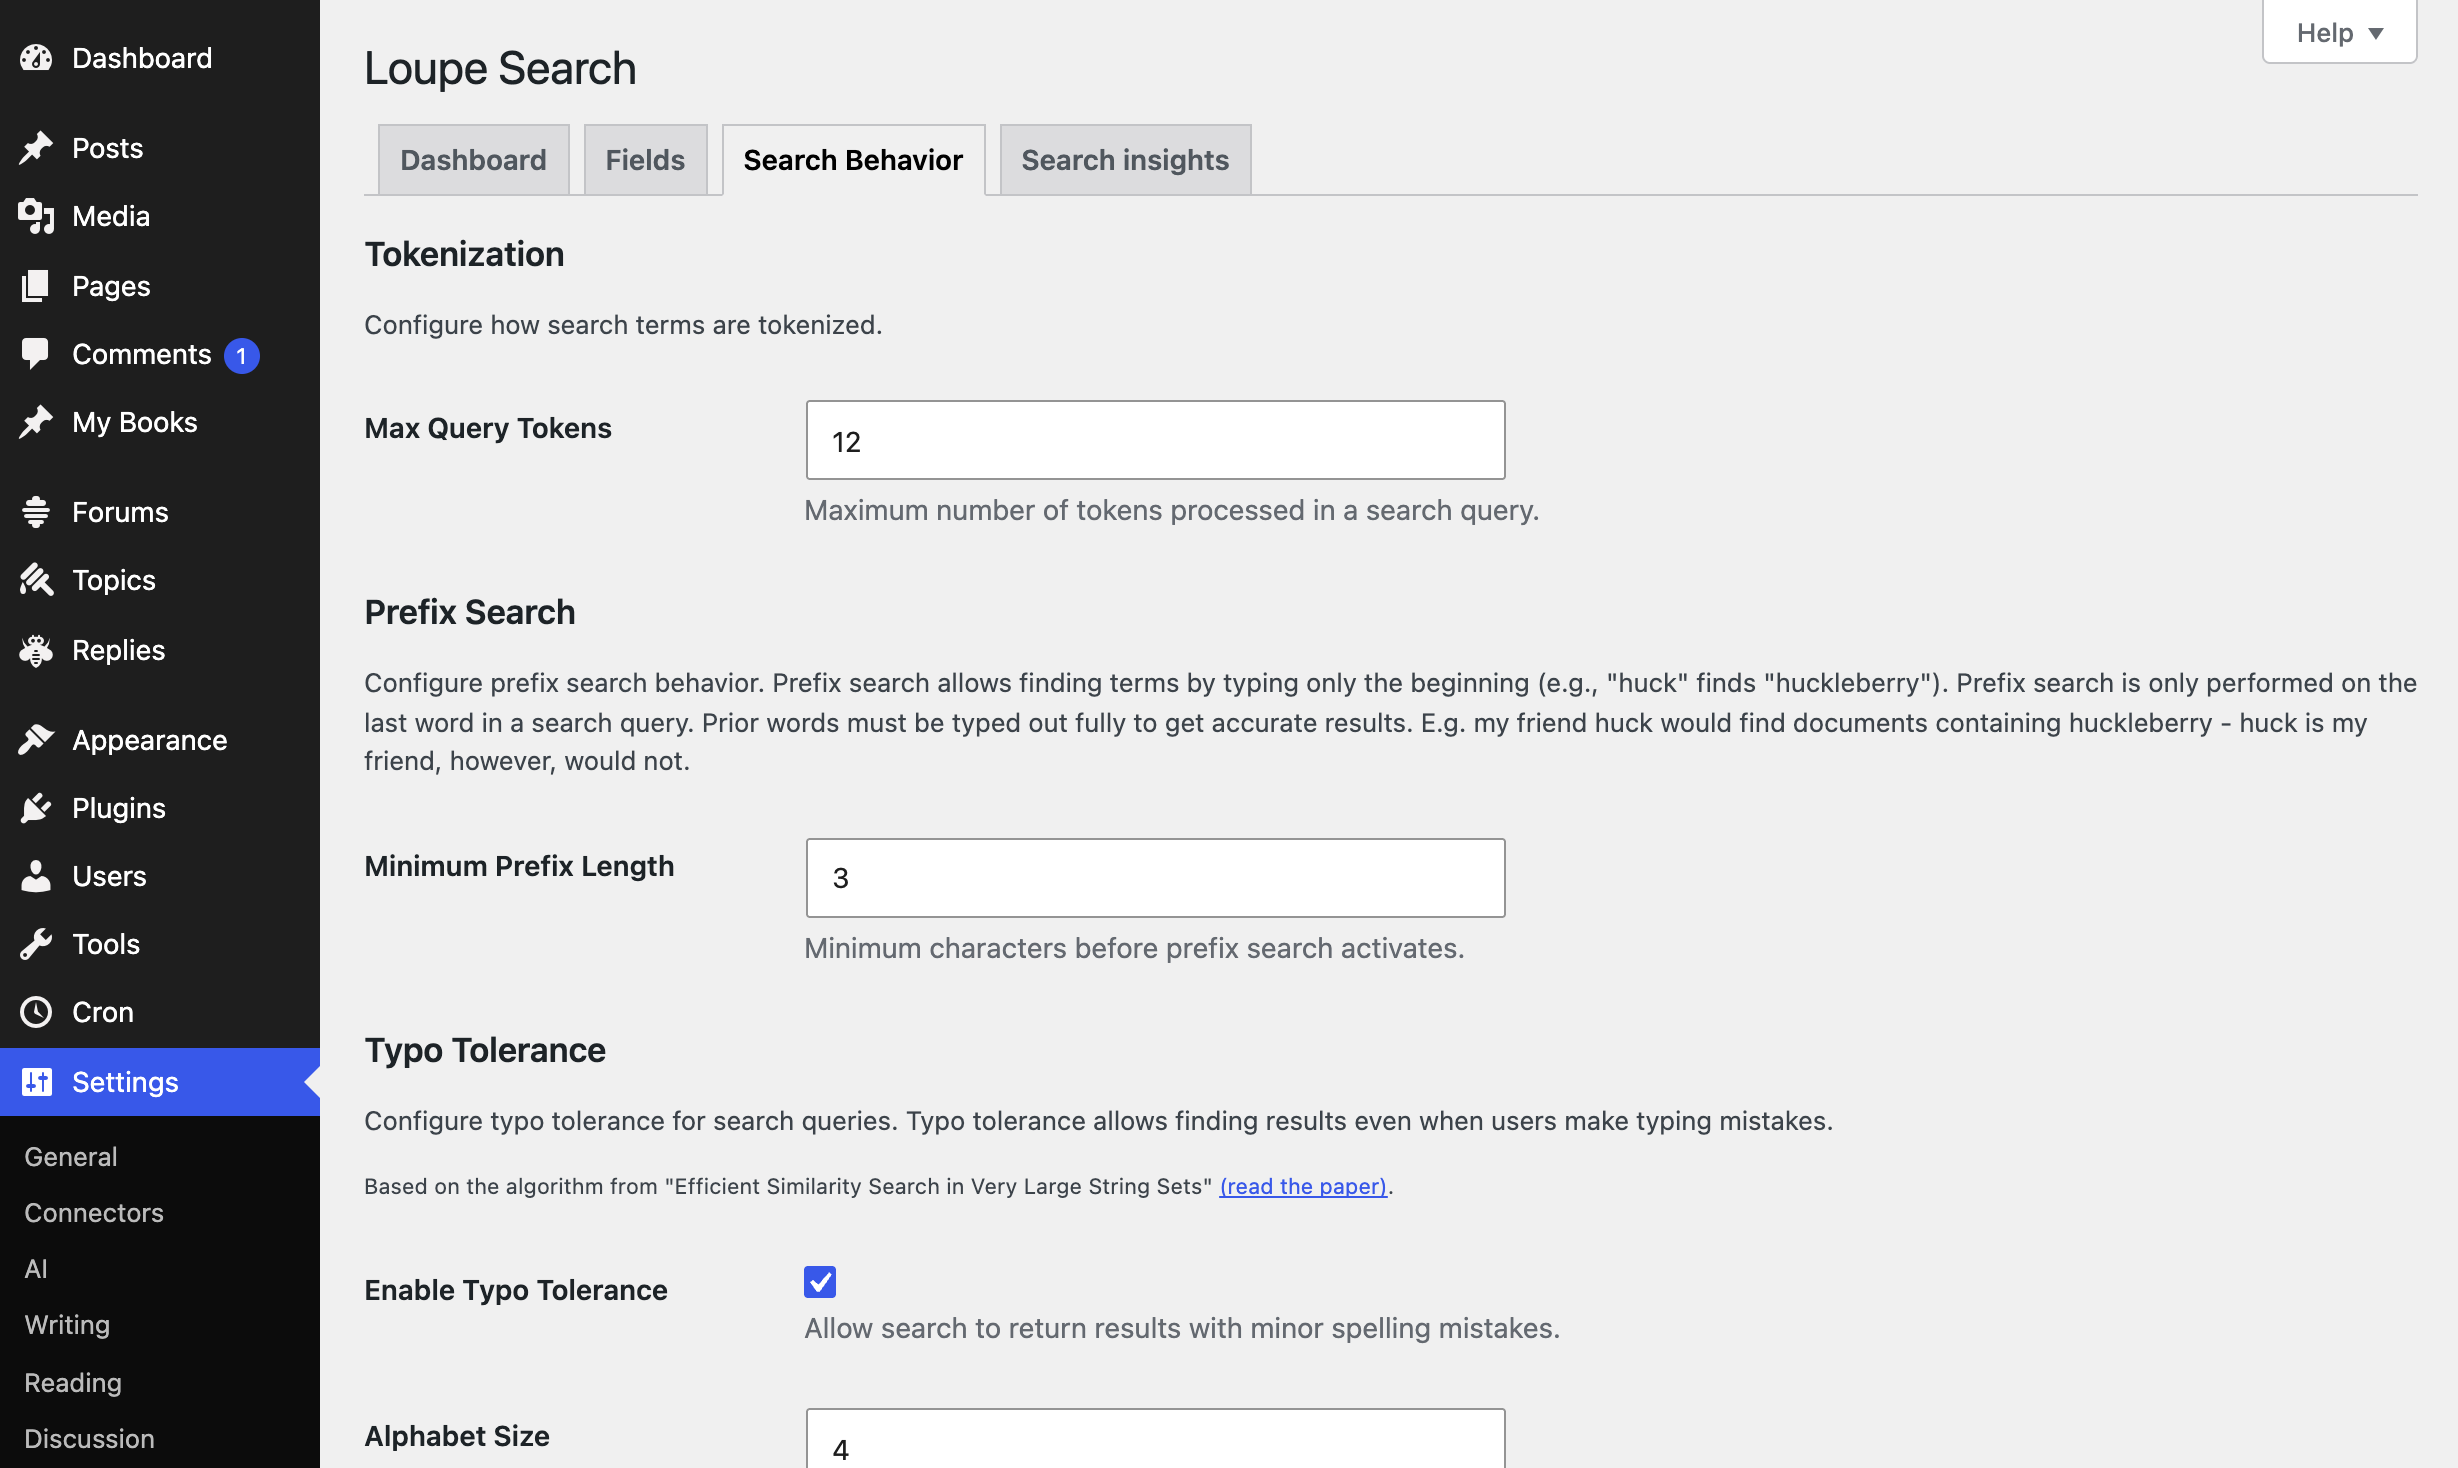 Dashboard
Posts
Media
Pages
Comments 1
My Books
Forums
Topics
Replies
Appearance
Plugins
Users
Tools
Cron
Settings
General
Connectors
AI
Writing
Reading
Discussion
Help
Loupe Search
Dashboard
Fields
Search Behavior
Search insights
Tokenization
Configure how search terms are tokenized.
Max Query Tokens
12
Maximum number of tokens processed in a search query.
Prefix Search
Configure prefix search behavior. Prefix search allows finding terms by typing only the beginning (e.g., "huck" finds "huckleberry"). Prefix search is only performed on the
last word in a search query. Prior words must be typed out fully to get accurate results. E.g. my friend huck would find documents containing huckleberry - huck is my
friend, however, would not.
Minimum Prefix Length
3
Minimum characters before prefix search activates.
Typo Tolerance
Configure typo tolerance for search queries. Typo tolerance allows finding results even when users make typing mistakes.
Based on the algorithm from "Efficient Similarity Search in Very Large String Sets" (read the paper).
Enable Typo Tolerance
Allow search to return results with minor spelling mistakes.
Alphabet Size
4